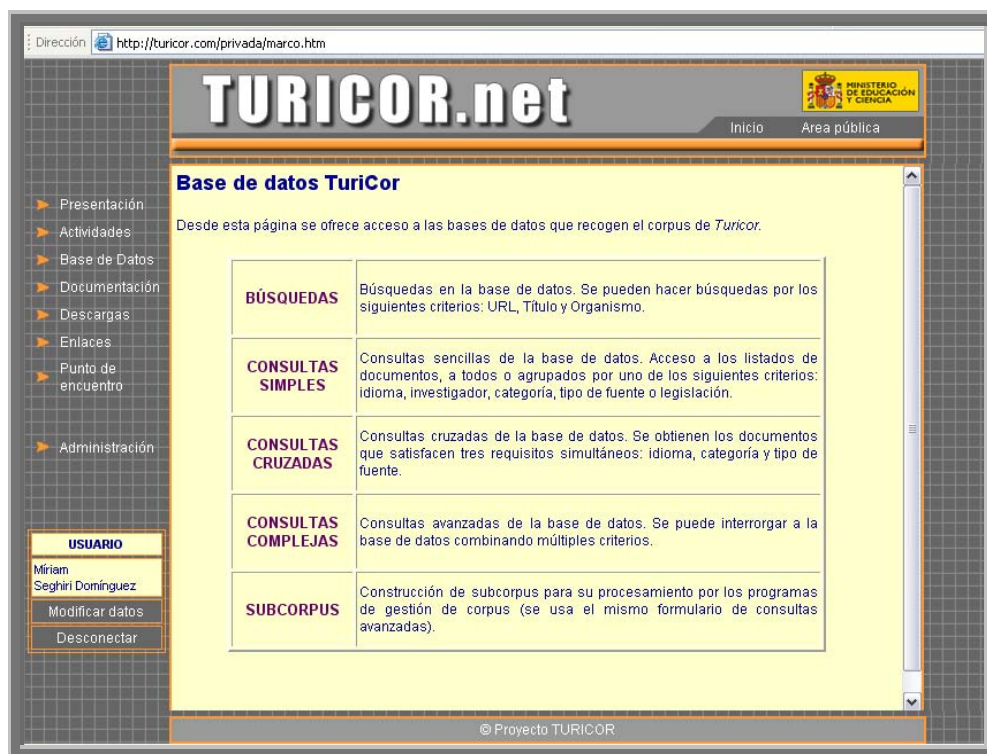 Dirección http://turicor.com/privada/marco.htm
TURICOR.net
MINISTERIO
DE EDUCACIÓN
Y CIENCIA
Inicio Area pública
Presentación
Actividades
Base de Datos
Documentación
Descargas
Enlaces
Punto de
encuentro
Administración
USUARIO
Míriam
Seghiri Domínguez
Modificar datos
Desconectar
Base de datos TuriCor
Desde esta página se ofrece acceso a las bases de datos que recogen el corpus de Turicor.
BÚSQUEDAS
Búsquedas en la base de datos. Se pueden hacer búsquedas por los
siguientes criterios: URL, Título y Organismo.
CONSULTAS
SIMPLES
Consultas sencillas de la base de datos. Acceso a los listados de
documentos, a todos o agrupados por uno de los siguientes criterios:
idioma, investigador, categoría, tipo de fuente o legislación.
CONSULTAS
CRUZADAS
Consultas cruzadas de la base de datos. Se obtienen los documentos
que satisfacen tres requisitos simultáneos: idioma, categoría y tipo de
fuente.
CONSULTAS
COMPLEJAS
Consultas avanzadas de la base de datos. Se puede interrorgar a la
base de datos combinando múltiples criterios.
SUBCORPUS
Construcción de subcorpus para su procesamiento por los programas
de gestión de corpus (se usa el mismo formulario de consultas
avanzadas).
© Proyecto TURICOR